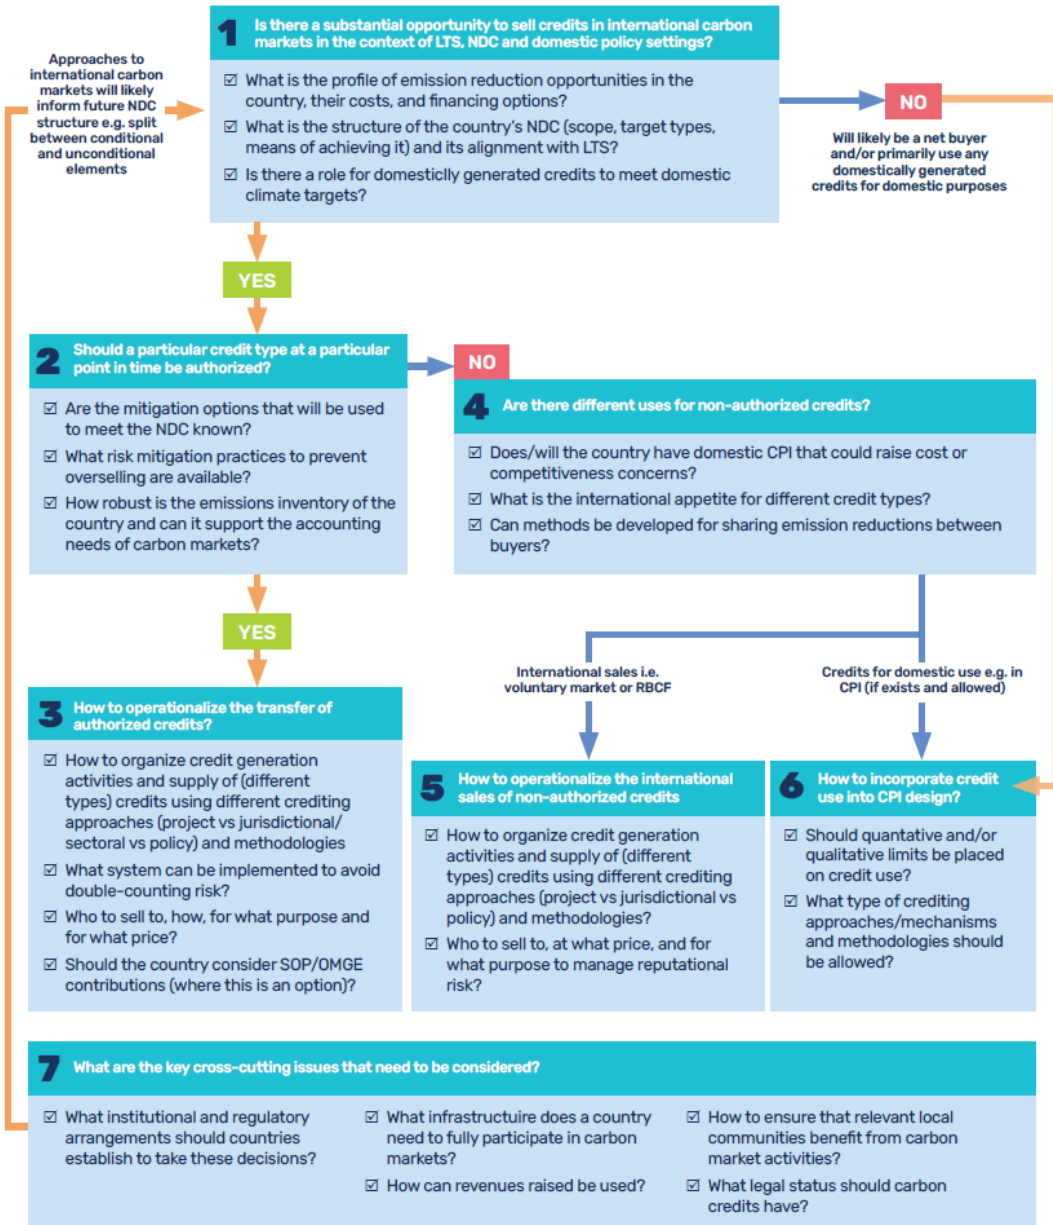 Approaches to
international carbon
markets will likely
inform future NDC
structure e.g. split
between conditional
and unconditional
elements
1
Is there a substantial opportunity to sell credits in international carbon
markets in the context of LTS, NDC and domestic policy settings?
☑ What is the profile of emission reduction opportunities in the
country, their costs, and financing options?
☑ What is the structure of the country's NDC (scope, target types,
means of achieving it) and its alignment with LTS?
☑ Is there a role for domesticlly generated credits to meet domestic
climate targets?
NO
Will likely be a net buyer
and/or primarily use any
domestically generated
credits for domestic purposes
YES
2
Should a particular credit type at a particular
point in time be authorized?
☑ Are the mitigation options that will be used
to meet the NDC known?
☑ What risk mitigation practices to prevent
overselling are available?
☑ How robust is the emissions inventory of the
country and can it support the accounting
needs of carbon markets?
NO
4
Are there different uses for non-authorized credits?
☑ Does/will the country have domestic CPI that could raise cost or
competitiveness concerns?
☑ What is the international appetite for different credit types?
☑ Can methods be developed for sharing emission reductions between
buyers?
YES
International sales i.e.
voluntary market or RBCF
Credits for domestic use e.g. in
CPI (if exists and allowed)
3
How to operationalize the transfer of
authorized credits?
☑ How to organize credit generation
activities and supply of (different
types) credits using different crediting
approaches (project vs jurisdictional/
sectoral vs policy) and methodologies
☑ What system can be implemented to avoid
double-counting risk?
☑ Who to sell to, how, for what purpose and
for what price?
☑ Should the country consider SOP/OMGE
contributions (where this is an option)?
5
How to operationalize the international
sales of non-authorized credits
☑ How to organize credit generation
activities and supply of (different
types) credits using different crediting
approaches (project vs jurisdictional vs
policy) and methodologies?
☑ Who to sell to, at what price, and for
what purpose to manage reputational
risk?
6
How to incorporate credit
use into CPI design?
☑ Should quantative and/or
qualitative limits be placed
on credit use?
☑ What type of crediting
approaches/mechanisms
and methodologies should
be allowed?
7
What are the key cross-cutting issues that need to be considered?
☑ What institutional and regulatory
arrangements should countries
establish to take these decisions?
☑ What infrastructuire does a country
need to fully participate in carbon
markets?
☑ How can revenues raised be used?
☑ How to ensure that relevant local
communities benefit from carbon
market activities?
☑ What legal status should carbon
credits have?